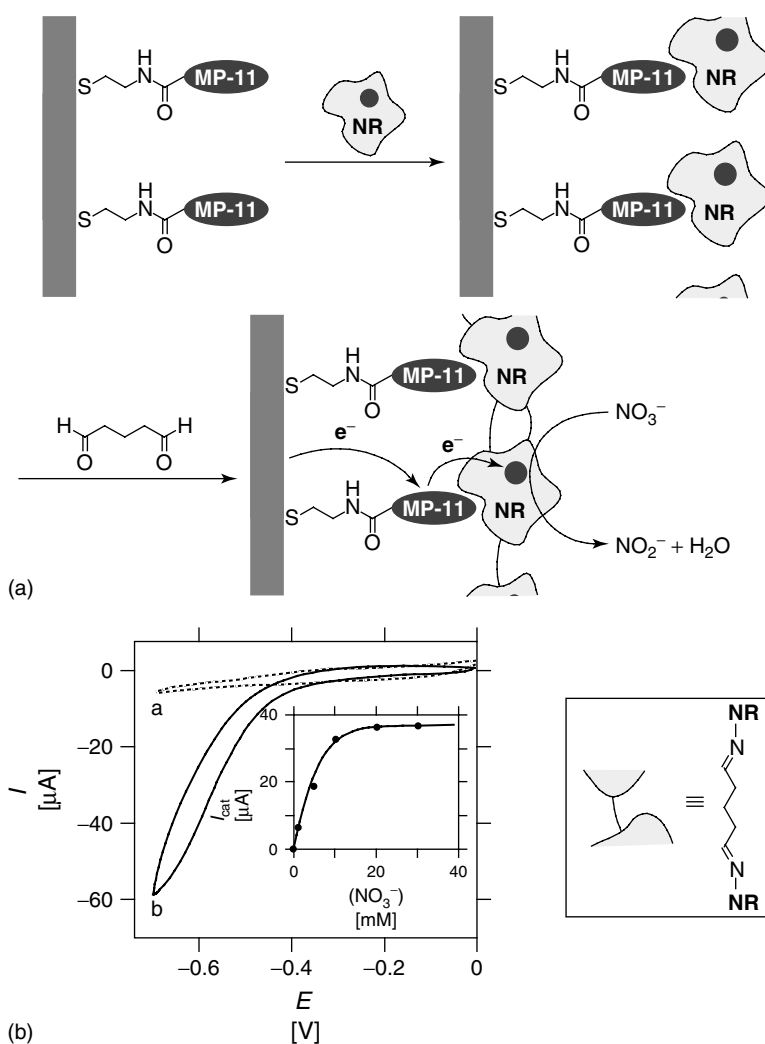 H
N
S
O
MP-11
H
N
S
O
MP-11
NR
H
N
S
O
MP-11
NR
H
N
S
O
MP-11
NR
H
O
H
O
H
N
S
O
MP-11
NR
e⁻
e⁻
NO₃⁻
H
N
S
O
MP-11
NR
NO₂⁻ + H₂O
(a)
0
−20
−40
−60
I
[μA]
a
b
40
20
0
I_cat
[μA]
0 10 20 30 40
(NO₃⁻)
[mM]
−0.6 −0.4 −0.2 0
E
[V]
(b)
NR
N
≡
N
NR